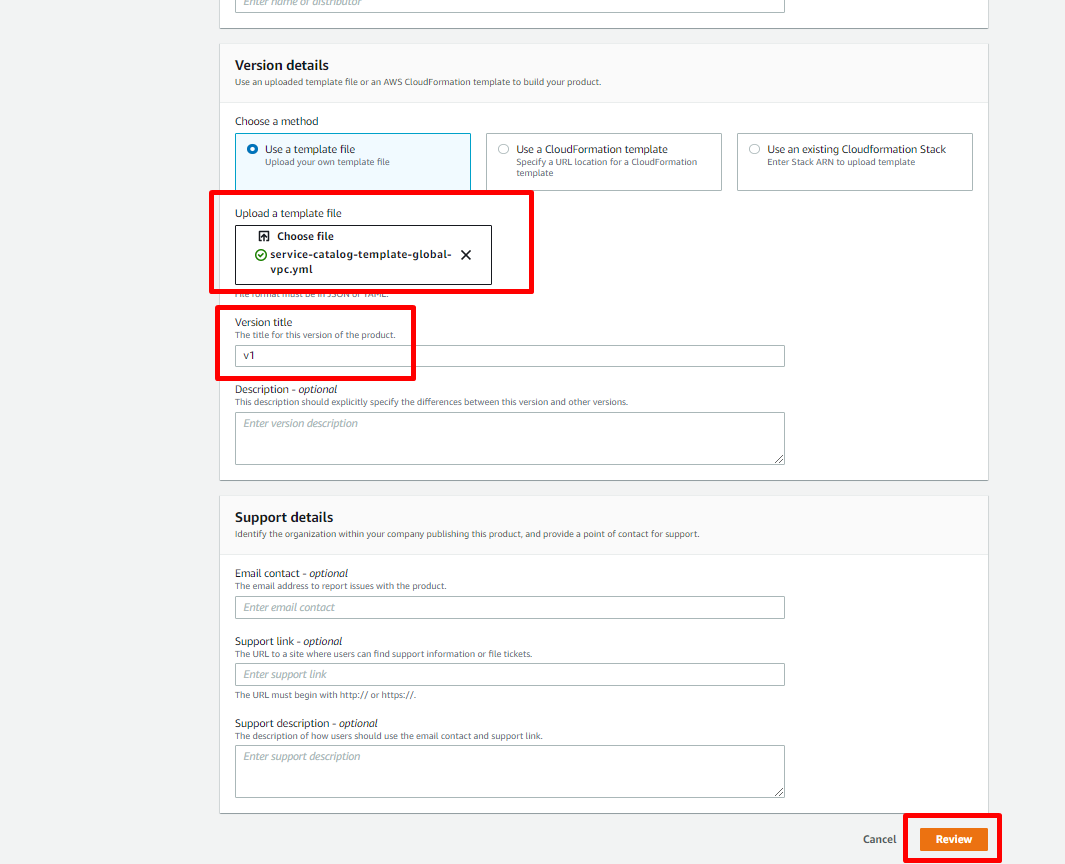 Enter name of distributor
Version details
Use an uploaded template file or an AWS CloudFormation template to build your product.
Choose a method
Use a template file
Upload your own template file
Use a CloudFormation template
Specify a URL location for a CloudFormation
template
Use an existing Cloudformation Stack
Enter Stack ARN to upload template
Upload a template file
Choose file
service-catalog-template-global-
vpc.yml
File format must be in JSON or YAML.
Version title
The title for this version of the product.
v1
Description - optional
This description should explicitly specify the differences between this version and other versions.
Enter version description
Support details
Identify the organization within your company publishing this product, and provide a point of contact for support.
Email contact - optional
The email address to report issues with the product.
Enter email contact
Support link - optional
The URL to a site where users can find support information or file tickets.
Enter support link
The URL must begin with http:// or https://.
Support description - optional
The description of how users should use the email contact and support link.
Enter support description
Cancel
Review